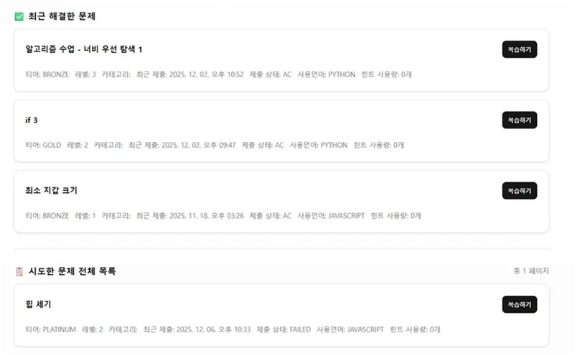 ✅ 최근 해결한 문제
알고리즘 수업 - 너비 우선 탐색 1
복습하기
티어: BRONZE 레벨: 3 카테고리: 최근 제출: 2025. 12. 02. 오후 10:52 제출 상태: AC 사용언어: PYTHON 힌트 사용량: 0개
if 3
복습하기
티어: GOLD 레벨: 2 카테고리: 최근 제출: 2025. 12. 02. 오후 09:47 제출 상태: AC 사용언어: PYTHON 힌트 사용량: 0개
최소 지갑 크기
복습하기
티어: BRONZE 레벨: 1 카테고리: 최근 제출: 2025. 11. 18. 오후 03:26 제출 상태: AC 사용언어: JAVASCRIPT 힌트 사용량: 0개
📋 시도한 문제 전체 목록
총 1 페이지
힙 세기
복습하기
티어: PLATINUM 레벨: 2 카테고리: 최근 제출: 2025. 12. 06. 오후 10:33 제출 상태: FAILED 사용언어: JAVASCRIPT 힌트 사용량: 0개